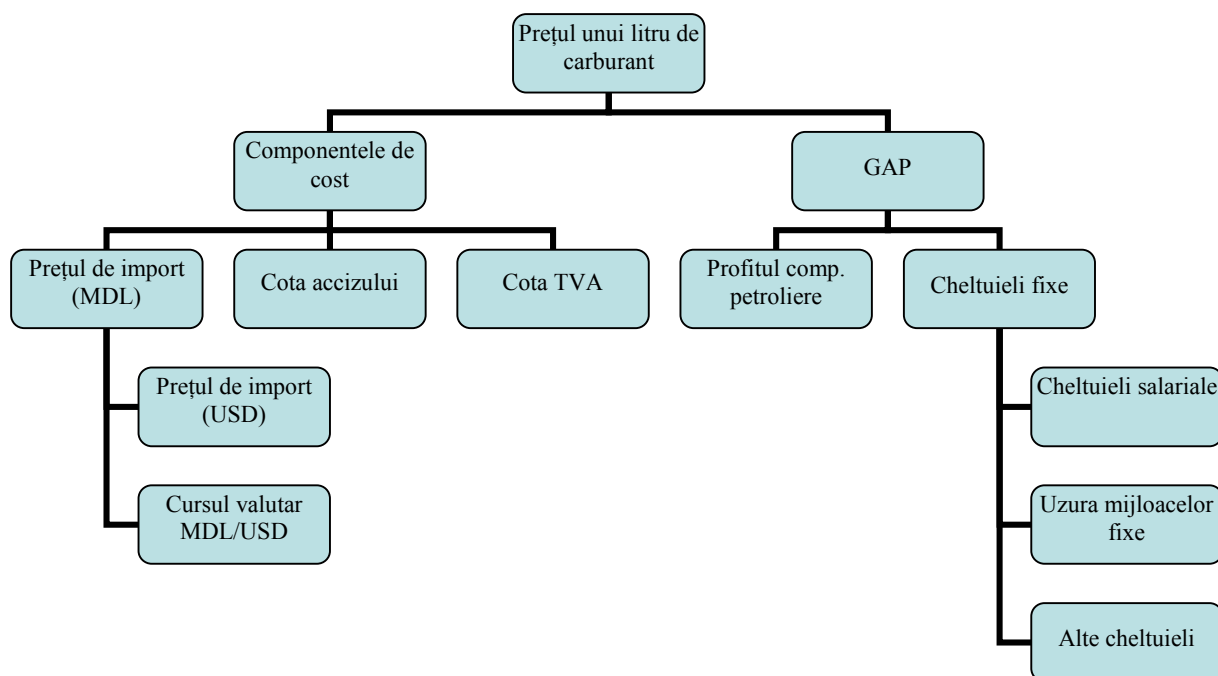 Prețul unui litru de
carburant
Componentele de
cost
GAP
Prețul de import
(MDL)
Cota accizului
Cota TVA
Profitul comp.
petroliere
Cheltuieli fixe
Prețul de import
(USD)
Cheltuieli salariale
Cursul valutar
MDL/USD
Uzura mijloacelor
fixe
Alte cheltuieli